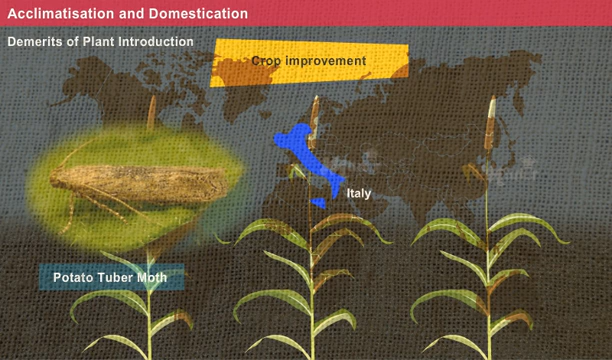 Acclimatisation and Domestication
Demerits of Plant Introduction
Crop improvement
Italy
Potato Tuber Moth